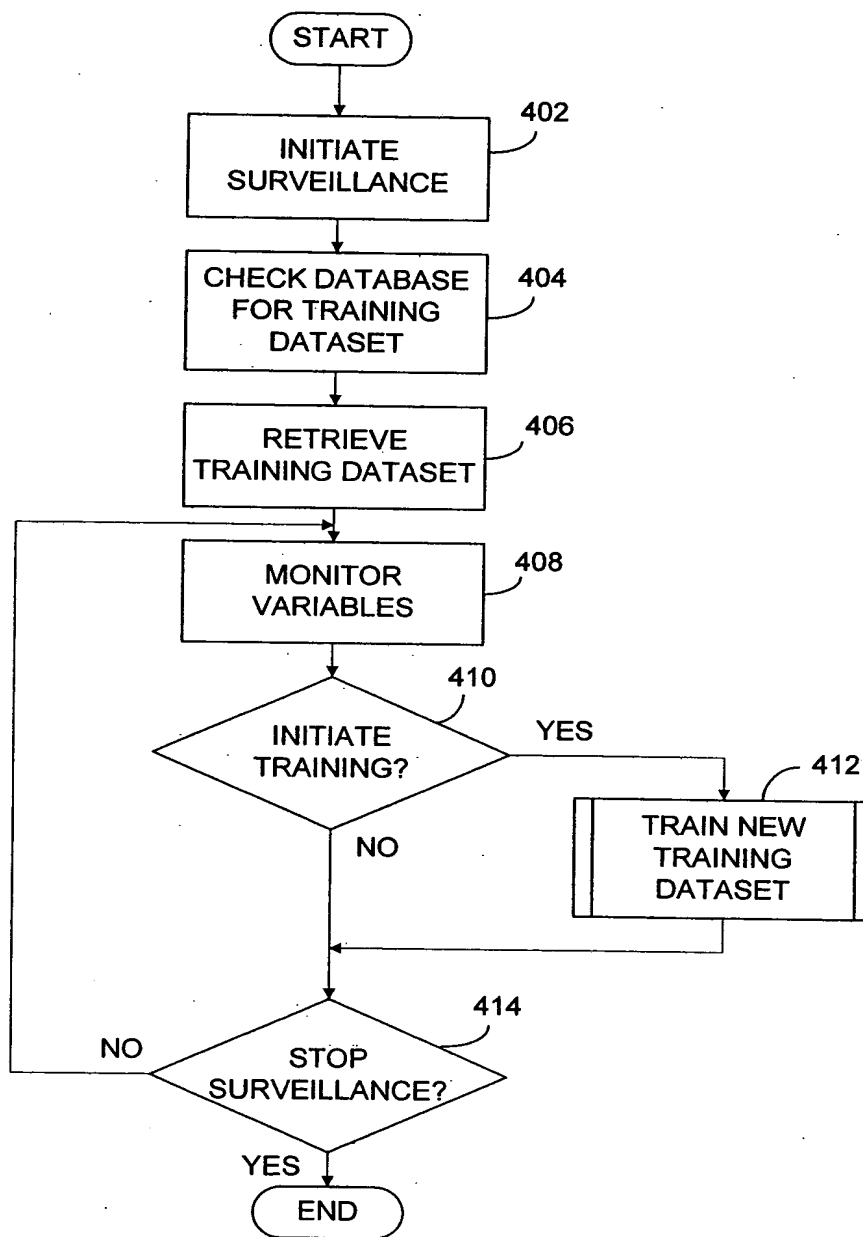 START
402
INITIATE
SURVEILLANCE
CHECK DATABASE
FOR TRAINING
DATASET
404
RETRIEVE
TRAINING DATASET
406
MONITOR
VARIABLES
408
410
INITIATE
TRAINING?
YES
412
TRAIN NEW
TRAINING
DATASET
NO
414
NO
STOP
SURVEILLANCE?
YES
END